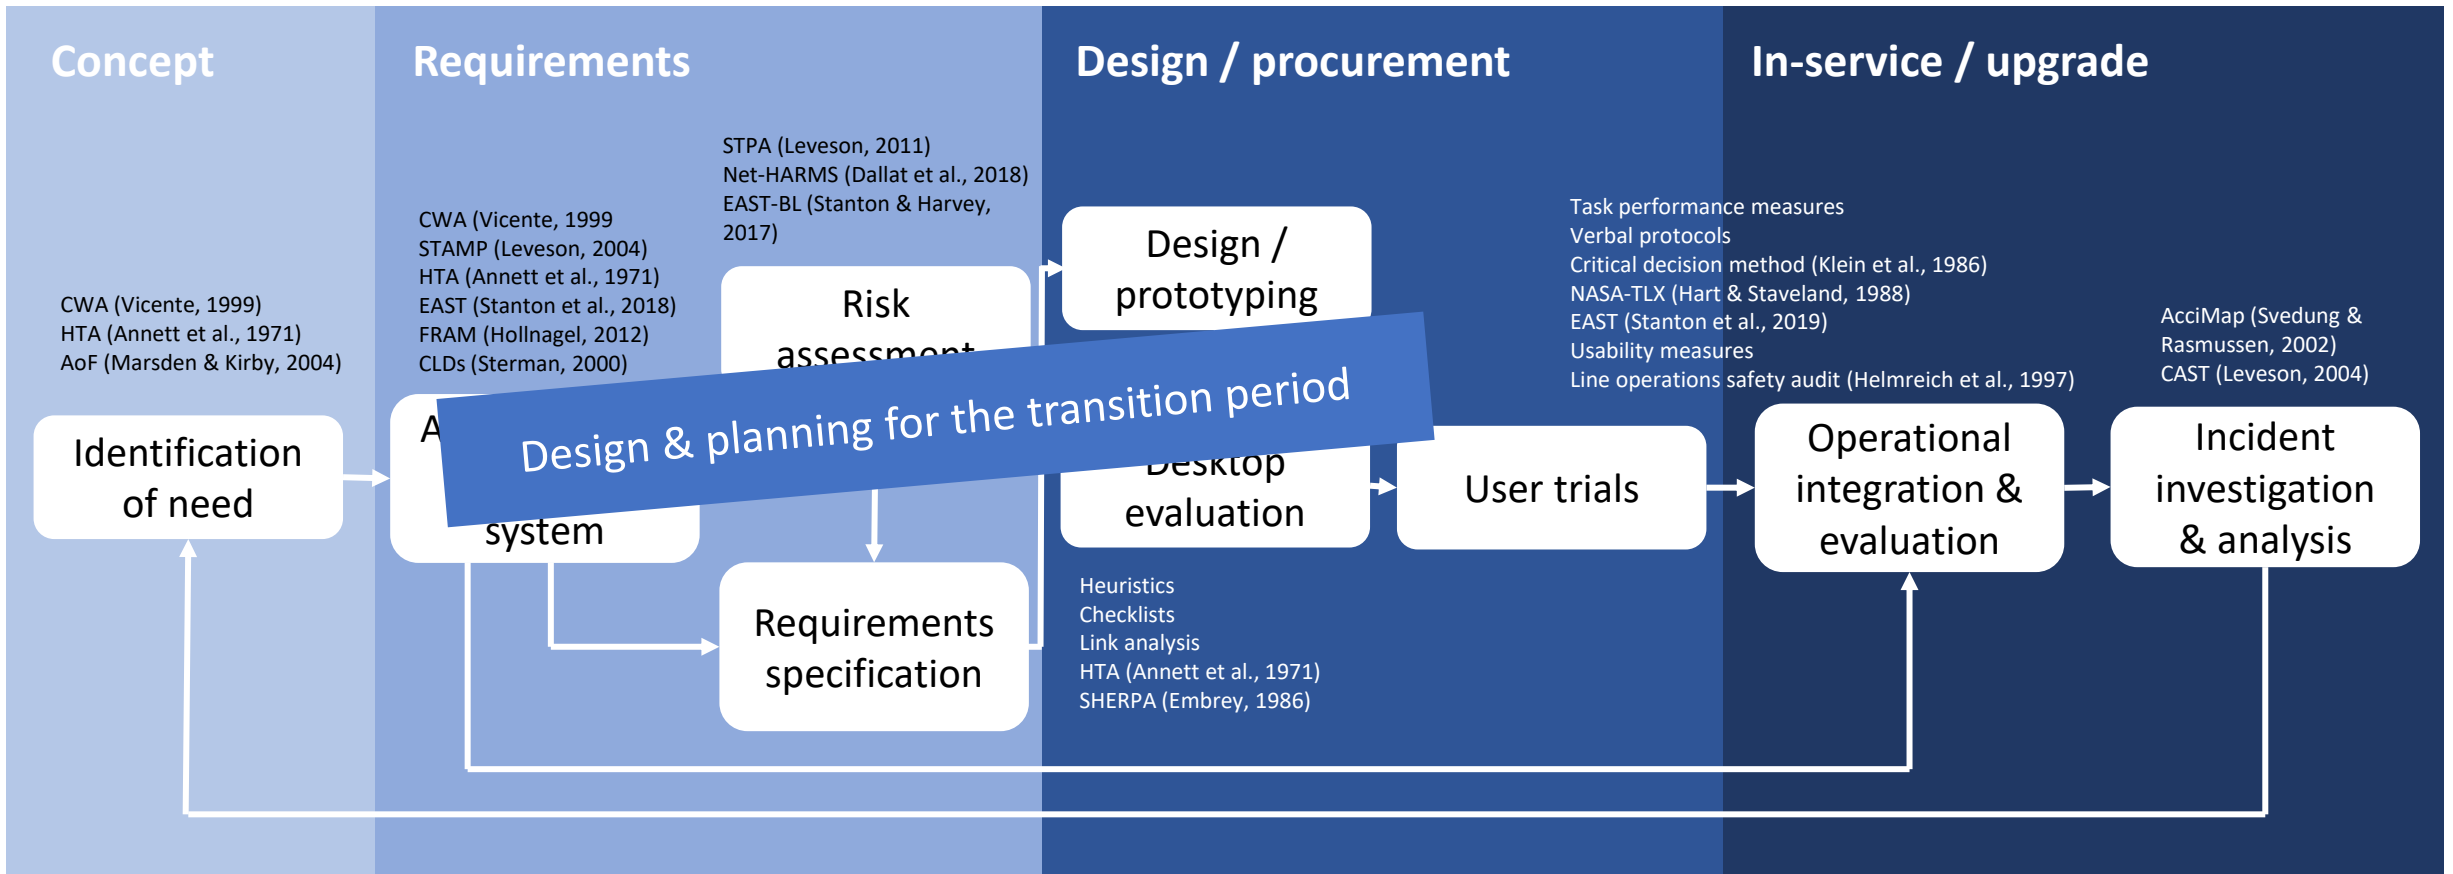 Concept
Requirements
Design / procurement
In-service / upgrade
CWA (Vicente, 1999)
HTA (Annett et al., 1971)
AoF (Marsden & Kirby, 2004)
Identification
of need
CWA (Vicente, 1999
STAMP (Leveson, 2004)
HTA (Annett et al., 1971)
EAST (Stanton et al., 2018)
FRAM (Hollnagel, 2012)
CLDs (Sterman, 2000)
system
STPA (Leveson, 2011)
Net-HARMS (Dallat et al., 2018)
EAST-BL (Stanton & Harvey,
2017)
Risk
assessment
Requirements
specification
Design & planning for the transition period
Design /
prototyping
Desktop
evaluation
Heuristics
Checklists
Link analysis
HTA (Annett et al., 1971)
SHERPA (Embrey, 1986)
User trials
Task performance measures
Verbal protocols
Critical decision method (Klein et al., 1986)
NASA-TLX (Hart & Staveland, 1988)
EAST (Stanton et al., 2019)
Usability measures
Line operations safety audit (Helmreich et al., 1997)
Operational
integration &
evaluation
AcciMap (Svedung &
Rasmussen, 2002)
CAST (Leveson, 2004)
Incident
investigation
& analysis